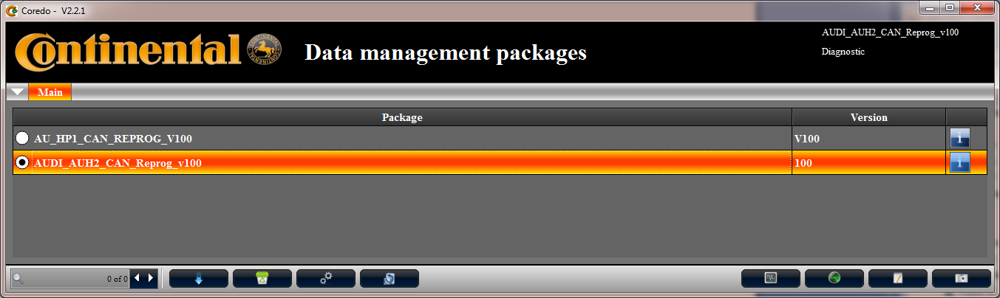 Coredo - V2.2.1
Continental
Data management packages
AUDI_AUH2_CAN_Reprog_v100
Diagnostic
Main
Package Version
AU_HP1_CAN_REPROG_V100 V100
AUDI_AUH2_CAN_Reprog_v100 100
0 of 0